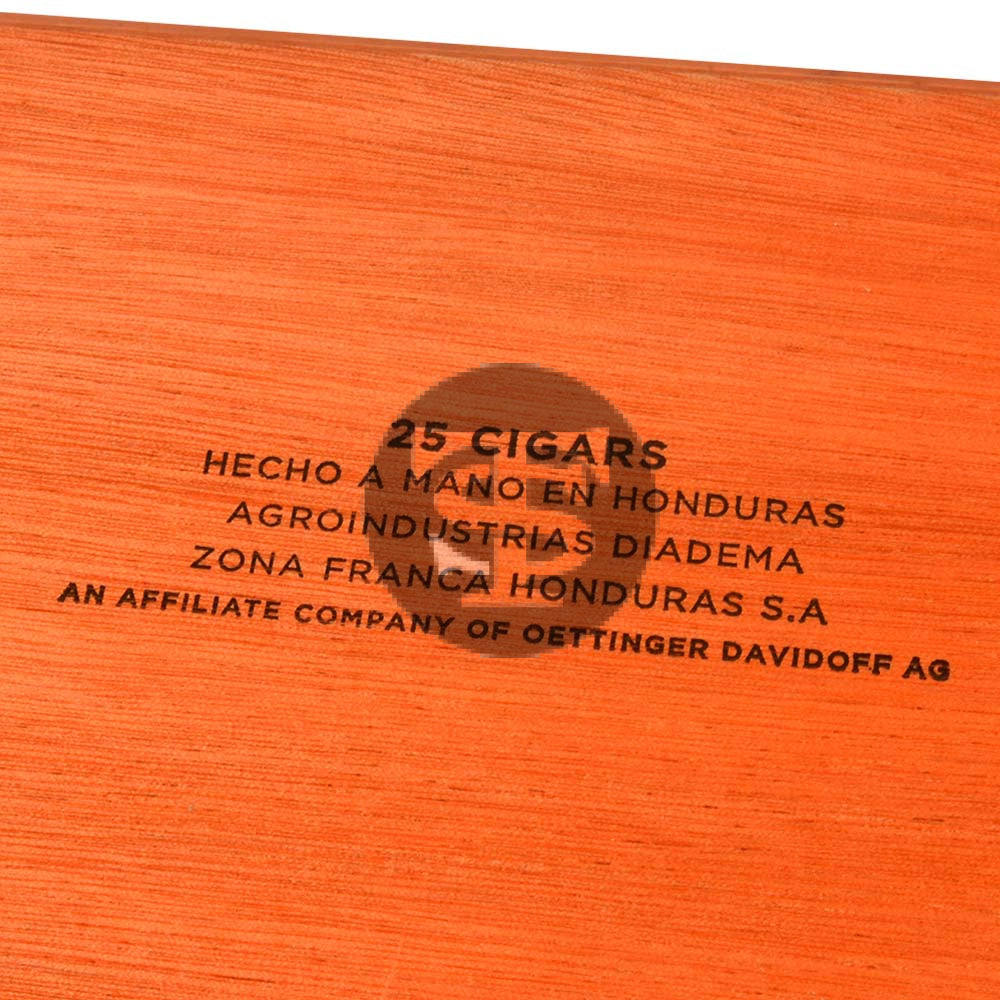 25 CIGARS
HECHO A MANO EN HONDURAS
AGROINDUSTRIAS DIADEMA
ZONA FRANCA HONDURAS S.A
AN AFFILIATE COMPANY OF OETTINGER DAVIDOFF AG